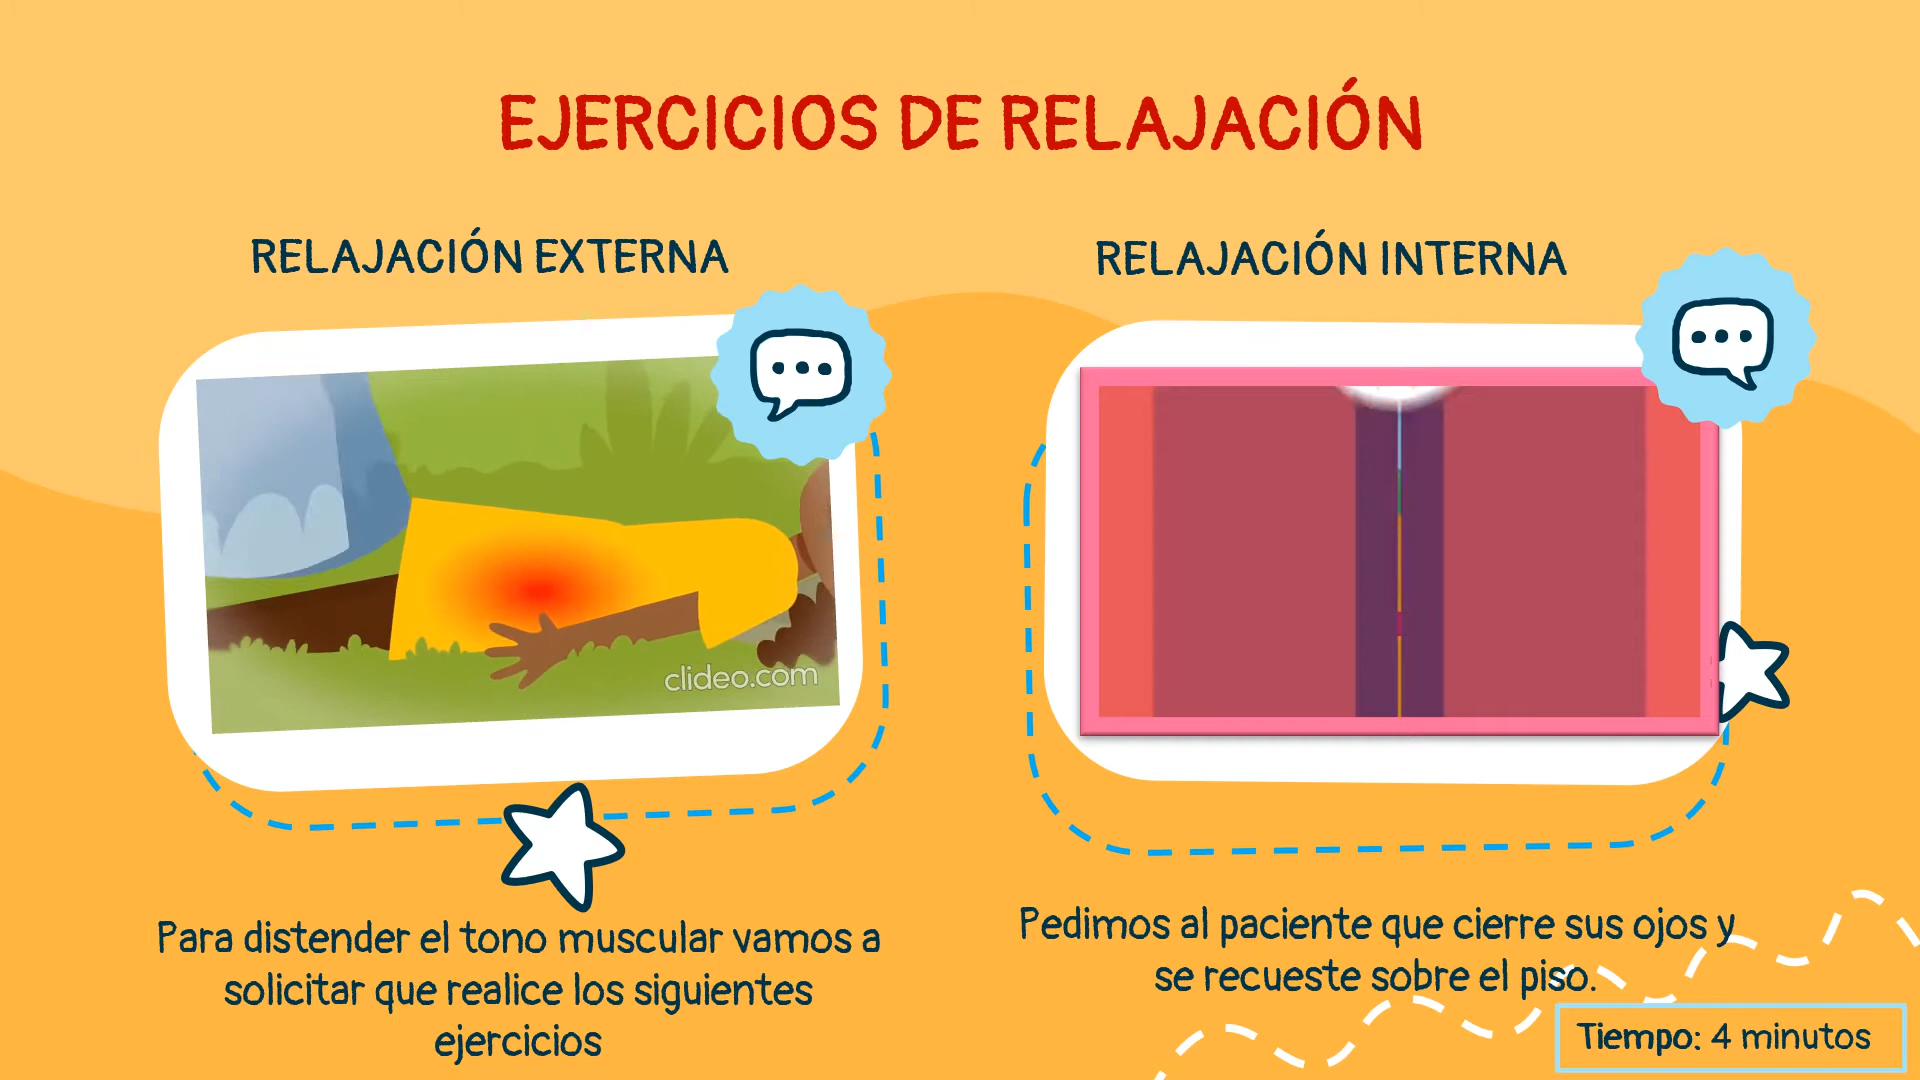 EJERCICIOS DE RELAJACIÓN
RELAJACIÓN EXTERNA
clideo.com
Para distender el tono muscular vamos a
solicitar que realice los siguientes
ejercicios
RELAJACIÓN INTERNA
Pedimos al paciente que cierre sus ojos y
se recueste sobre el piso.
Tiempo: 4 minutos